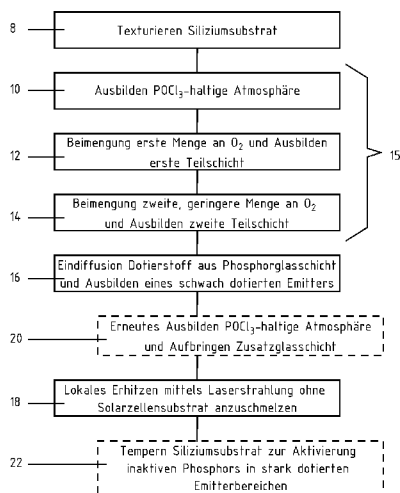 8
Texturieren Siliziumsubstrat
10
Ausbilden POCl₃-haltige Atmosphäre
12
Beimengung erste Menge an O₂ und Ausbilden
erste Teilschicht
15
14
Beimengung zweite, geringere Menge an O₂
und Ausbilden zweite Teilschicht
16
Eindiffusion Dotierstoff aus Phosphorglasschicht
und Ausbilden eines schwach dotierten Emitters
20
Erneutes Ausbilden POCl₃-haltige Atmosphäre
und Aufbringen Zusatzglasschicht
18
Lokales Erhitzen mittels Laserstrahlung ohne
Solarzellensubstrat anzuschmelzen
22
Tempern Siliziumsubstrat zur Aktivierung
inaktiven Phosphors in stark dotierten
Emitterbereichen